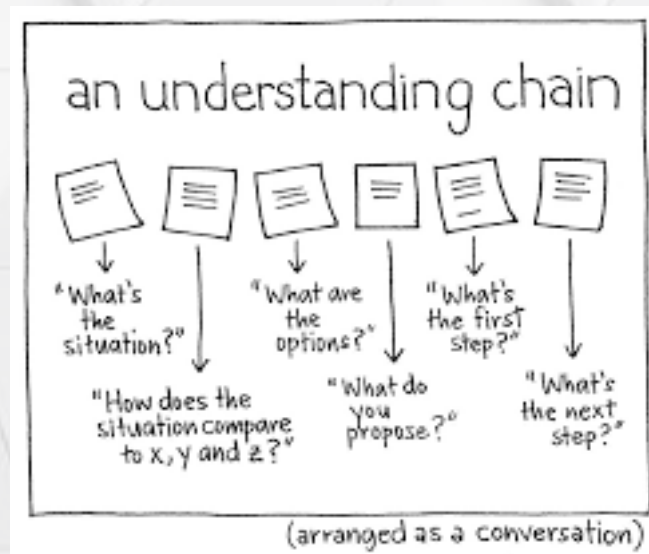 an understanding chain
"What's
the
situation?"
"How does the
situation compare
to x, y and z?"
"What are
the
options?"
"What do
you
propose?"
"What's
the first
step?"
"What's
the next
step?"
(arranged as a conversation)